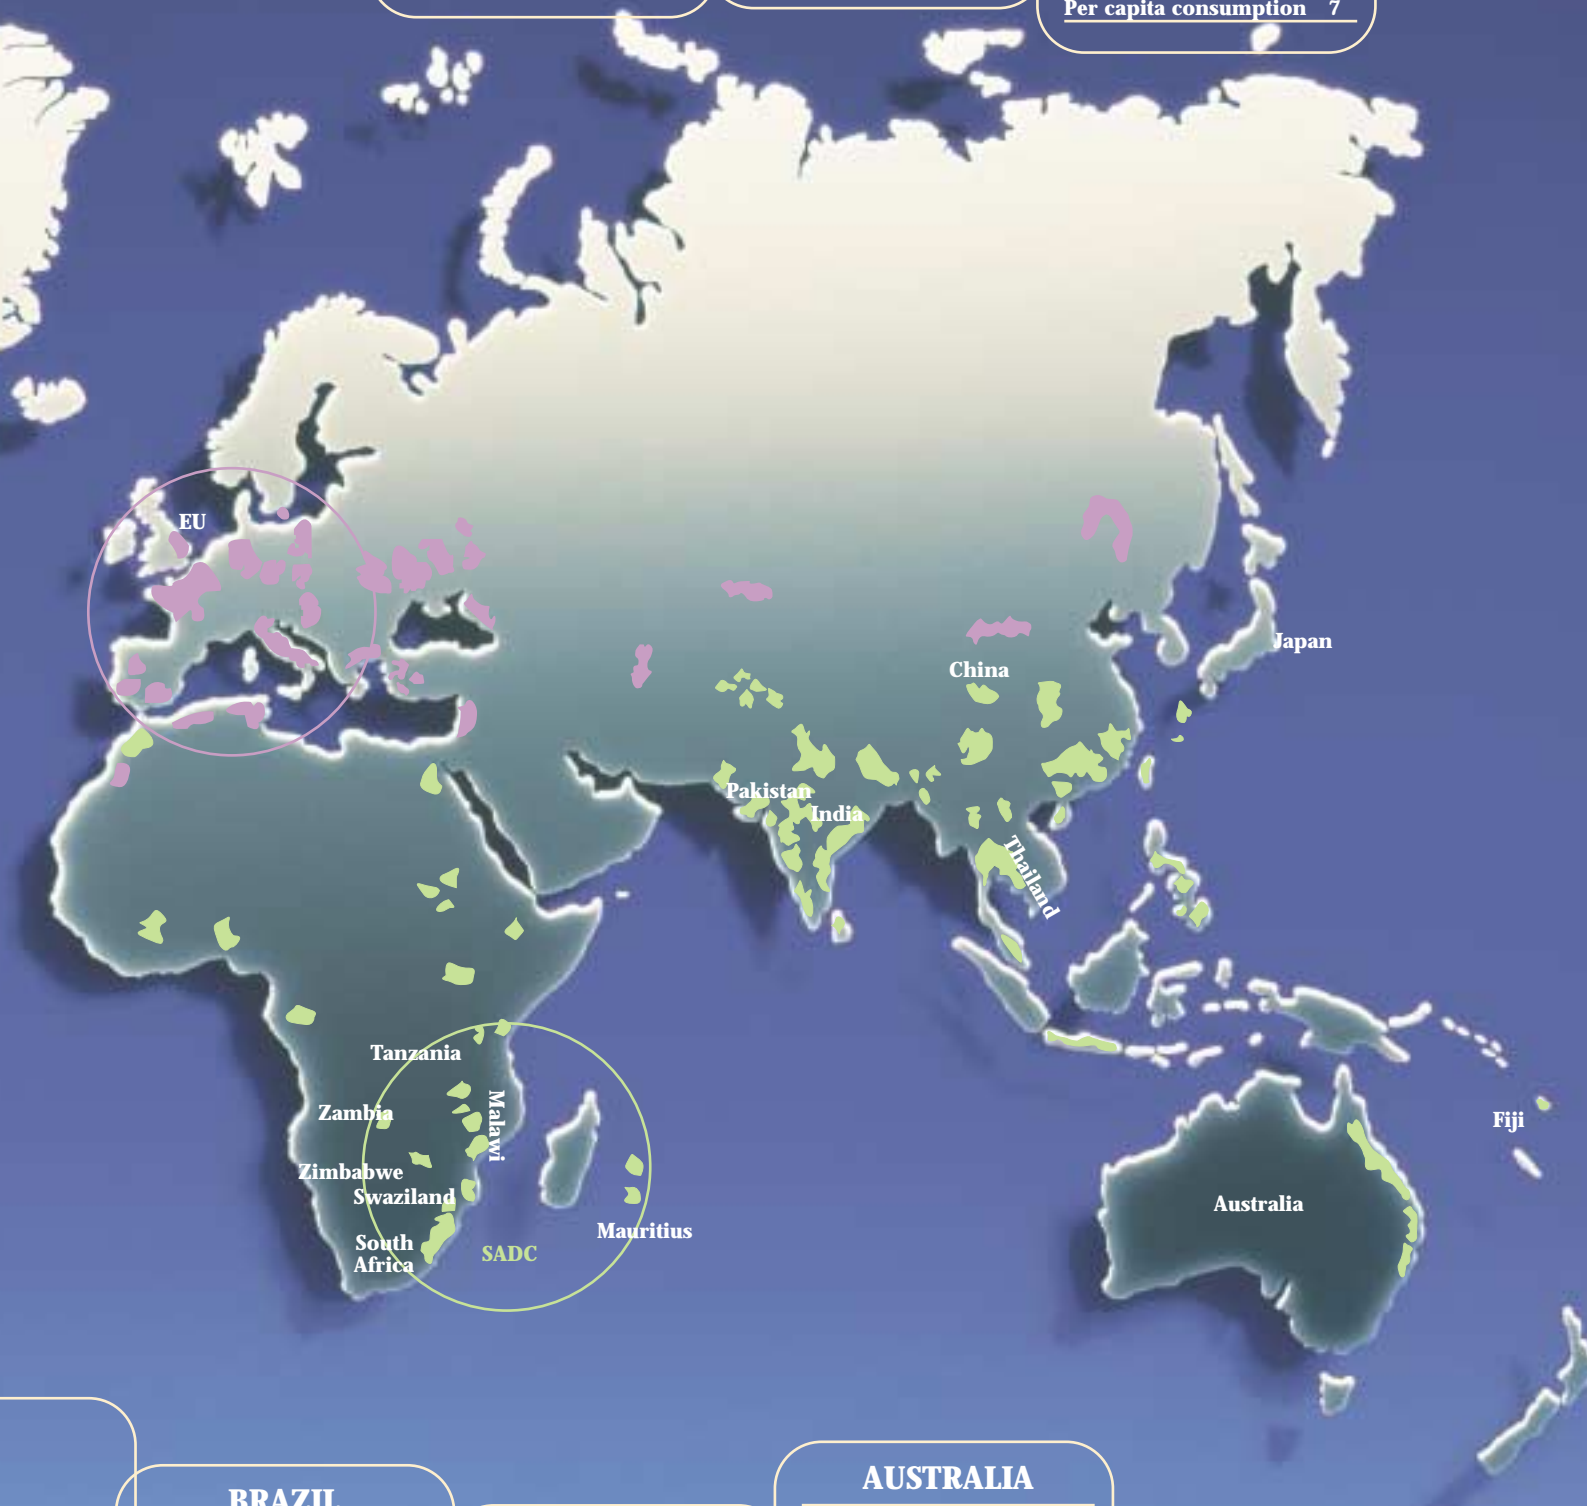 Per capita consumption 7
EU
Japan
China
Pakistan
India
Thailand
Tanzania
Malawi
Zambia
Fiji
Zimbabwe
Swaziland
Australia
Mauritius
South
Africa
SADC
AUSTRALIA
BRAZIL